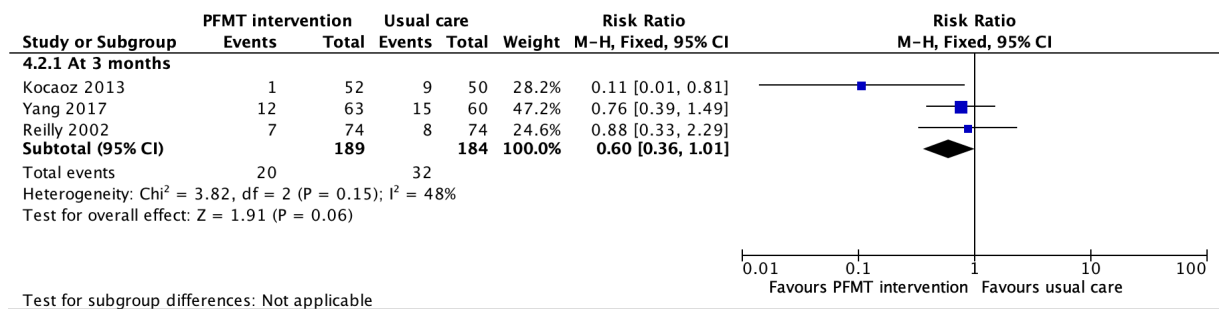 PFMT intervention Usual care Risk Ratio Risk Ratio
Study or Subgroup Events Total Events Total Weight M-H, Fixed, 95% CI M-H, Fixed, 95% CI
4.2.1 At 3 months
Kocaoz 2013 1 52 9 50 28.2% 0.11 [0.01, 0.81]
Yang 2017 12 63 15 60 47.2% 0.76 [0.39, 1.49]
Reilly 2002 7 74 8 74 24.6% 0.88 [0.33, 2.29]
Subtotal (95% CI) 189 184 100.0% 0.60 [0.36, 1.01]
Total events 20 32
Heterogeneity: Chi² = 3.82, df = 2 (P = 0.15); I² = 48%
Test for overall effect: Z = 1.91 (P = 0.06)
0.01 0.1 1 10 100
Favours PFMT intervention Favours usual care
Test for subgroup differences: Not applicable